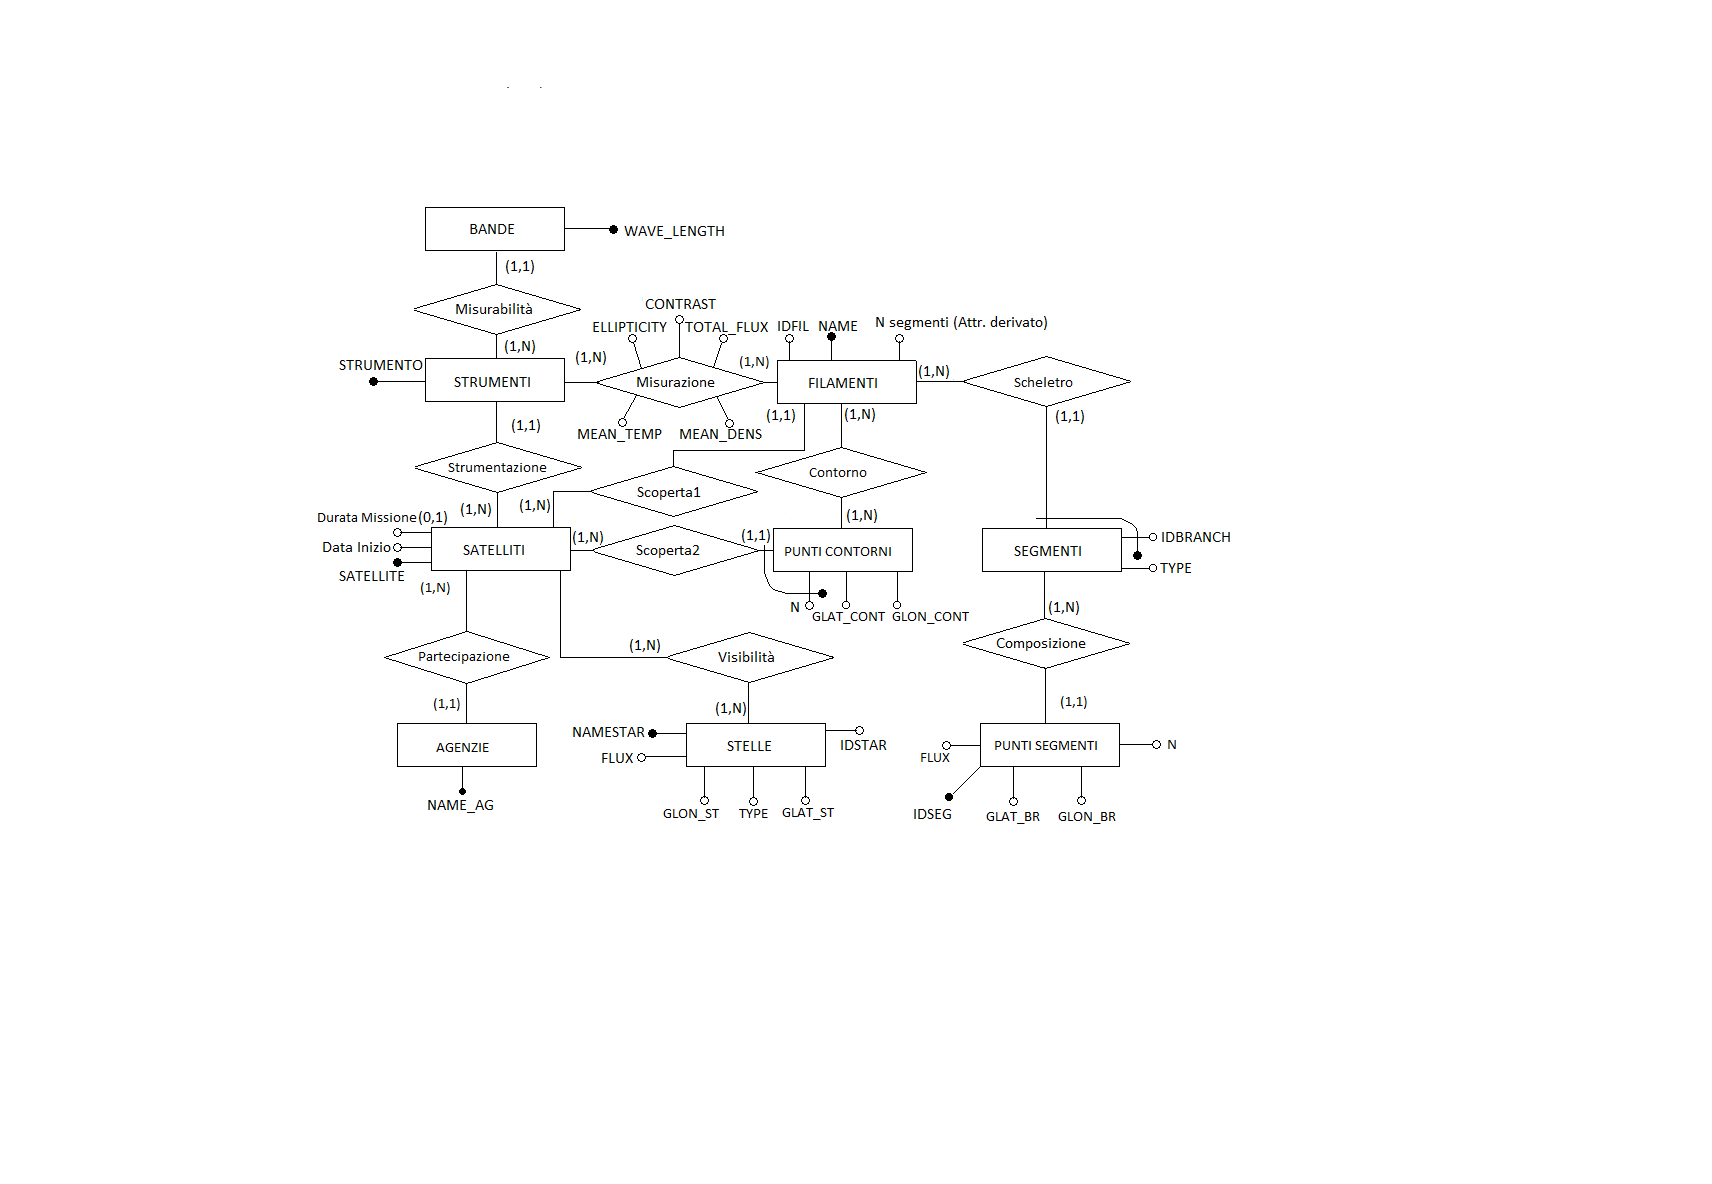 BANDE
WAVE_LENGTH
(1,1)
Misurabilità
(1,N)
CONTRAST
ELLIPTICITY
TOTAL_FLUX
IDFIL
NAME
N segmenti (Attr. derivato)
STRUMENTO
STRUMENTI
(1,N)
Misurazione
(1,N)
FILAMENTI
(1,N)
Scheletro
(1,1)
MEAN_TEMP
MEAN_DENS
(1,1)
(1,N)
(1,1)
Strumentazione
Scoperta1
Contorno
(1,N)
(1,N)
(1,N)
Durata Missione (0,1)
Data Inizio
SATELLITE
SATELLITI
(1,N)
Scoperta2
(1,1)
PUNTI CONTORNI
N
GLAT_CONT
GLON_CONT
SEGMENTI
IDBRANCH
TYPE
(1,N)
(1,N)
Composizione
(1,1)
Partecipazione
(1,1)
(1,N)
Visibilità
(1,N)
AGENZIE
NAME_AG
NAMESTAR
FLUX
STELLE
IDSTAR
GLON_ST
TYPE
GLAT_ST
FLUX
PUNTI SEGMENTI
N
IDSEG
GLAT_BR
GLON_BR